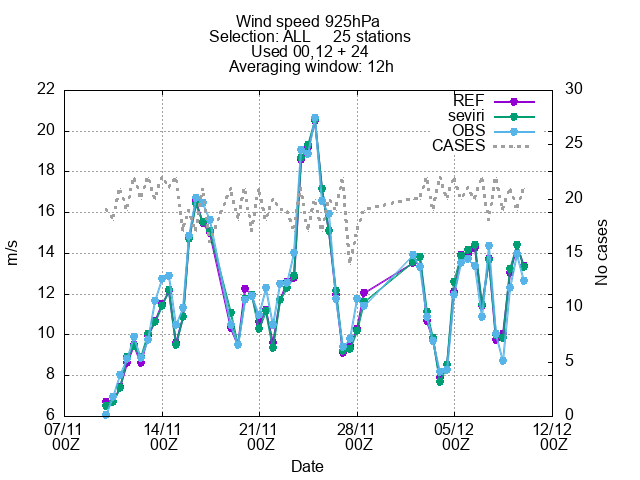 Wind speed 925hPa
Selection: ALL 25 stations
Used 00,12 + 24
Averaging window: 12h
22
20
18
16
14
12
10
8
6
m/s
30
25
20
15
10
5
0
No cases
REF
seviri
OBS
CASES
07/11 14/11 21/11 28/11 05/12 12/12
00Z 00Z 00Z 00Z 00Z 00Z
Date